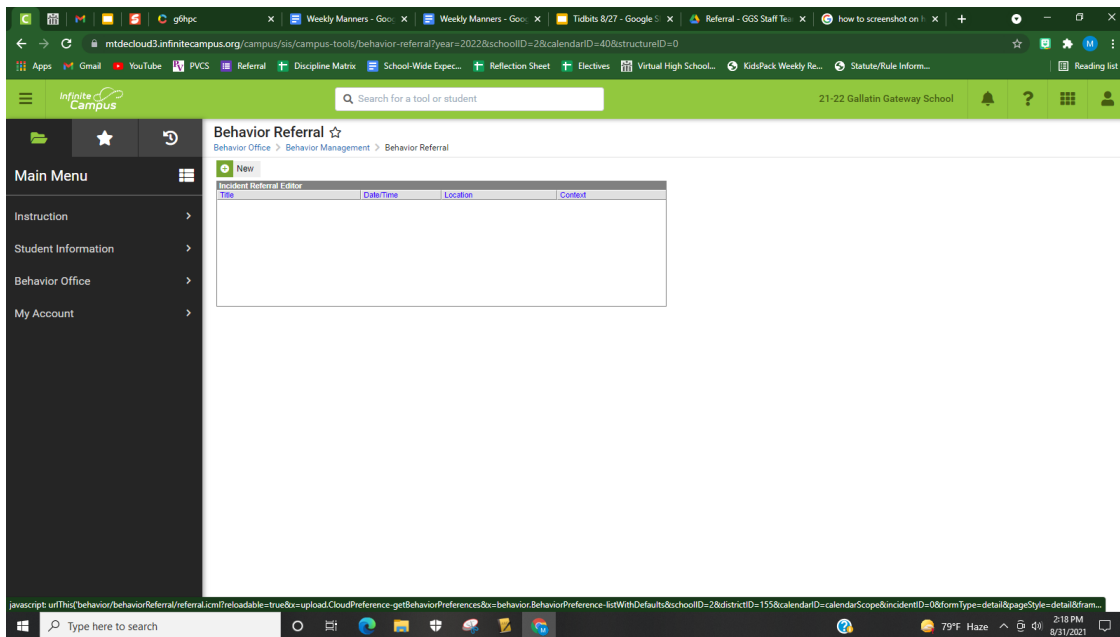 g6hpc
Weekly Manners - Goog
Weekly Manners - Goog
Tidbits 8/27 - Google S
Referral - GGS Staff Tea
how to screenshot on h
mtdecloud3.infinitecampus.org/campus/sis/campus-tools/behavior-referral?year=2022&schoolID=2&calendarID=40&structureID=0
M
Apps
Gmail
YouTube
PVCS
Referral
Discipline Matrix
School-Wide Expec...
Reflection Sheet
Electives
Virtual High School...
KidsPack Weekly Re...
Statute/Rule Inform...
Reading list
Infinite Campus
Search for a tool or student
21-22 Gallatin Gateway School
Behavior Referral
Behavior Office > Behavior Management > Behavior Referral
Main Menu
Instruction
Student Information
Behavior Office
My Account
New
Incident Referral Editor
Title Date/Time Location Context
javascript: urlThis('behavior/behaviorReferral/referral.icml?reloadable=true&x=upload.CloudPreference-getBehaviorPreferences&x=behavior.BehaviorPreference-listWithDefaults&schoolID=2&districtID=155&calendarID=calendarScope&incidentID=0&formType=detail&pageStyle=detail&fram...
Type here to search
79°F Haze
2:18 PM
8/31/2021